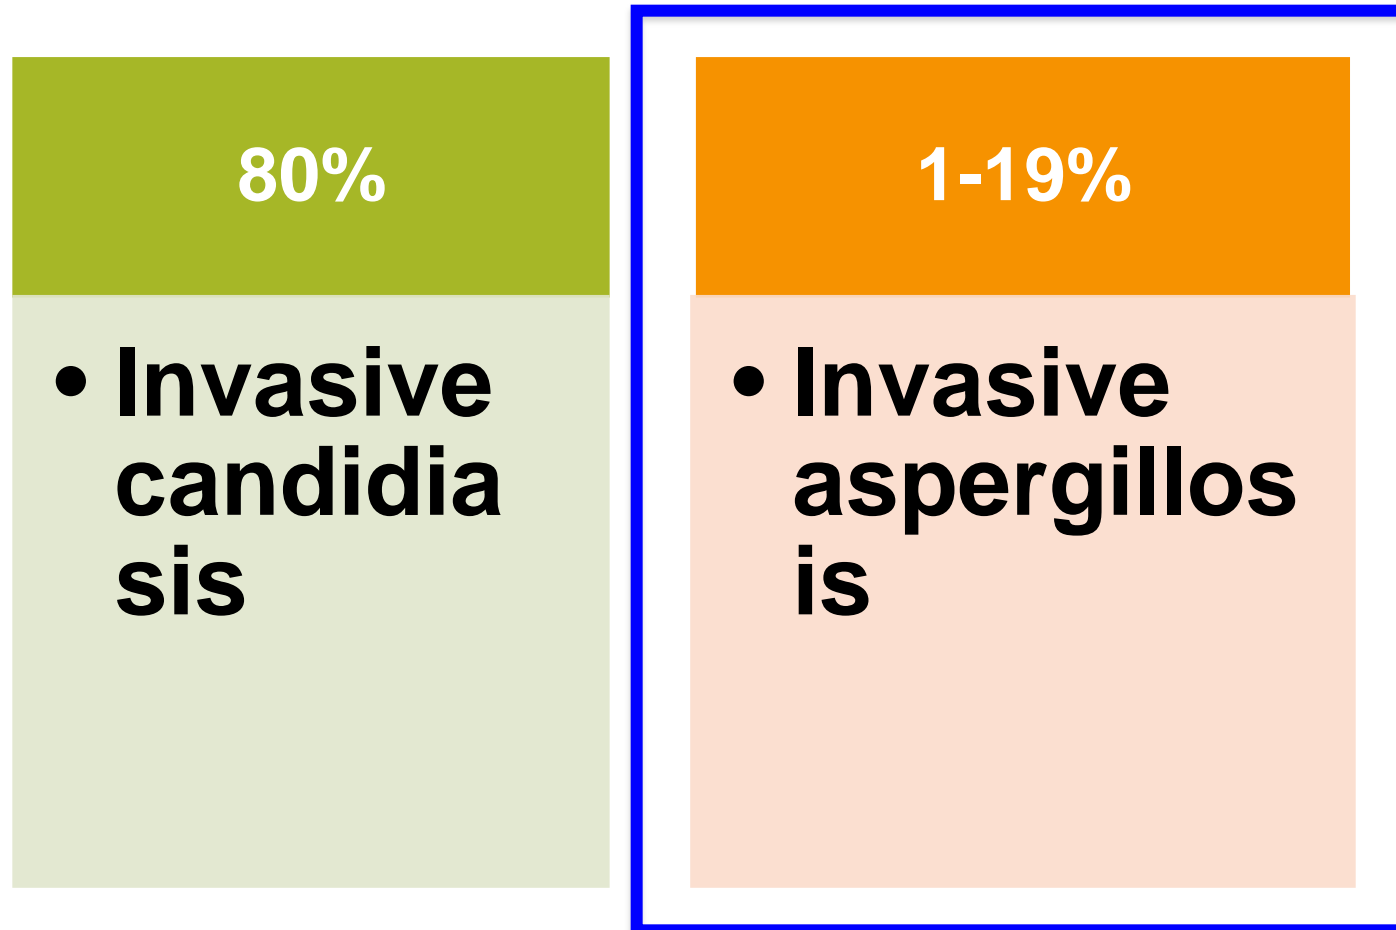 80%
• Invasive
candidia
sis
1-19%
• Invasive
aspergillos
is